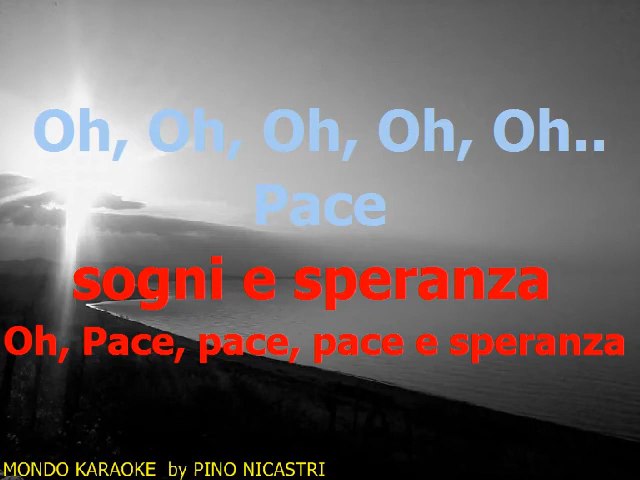 Oh, Oh, Oh, Oh, Oh..
Pace
sogni e speranza
Oh, Pace, pace, pace e speranza
MONDO KARAOKE by PINO NICASTRI